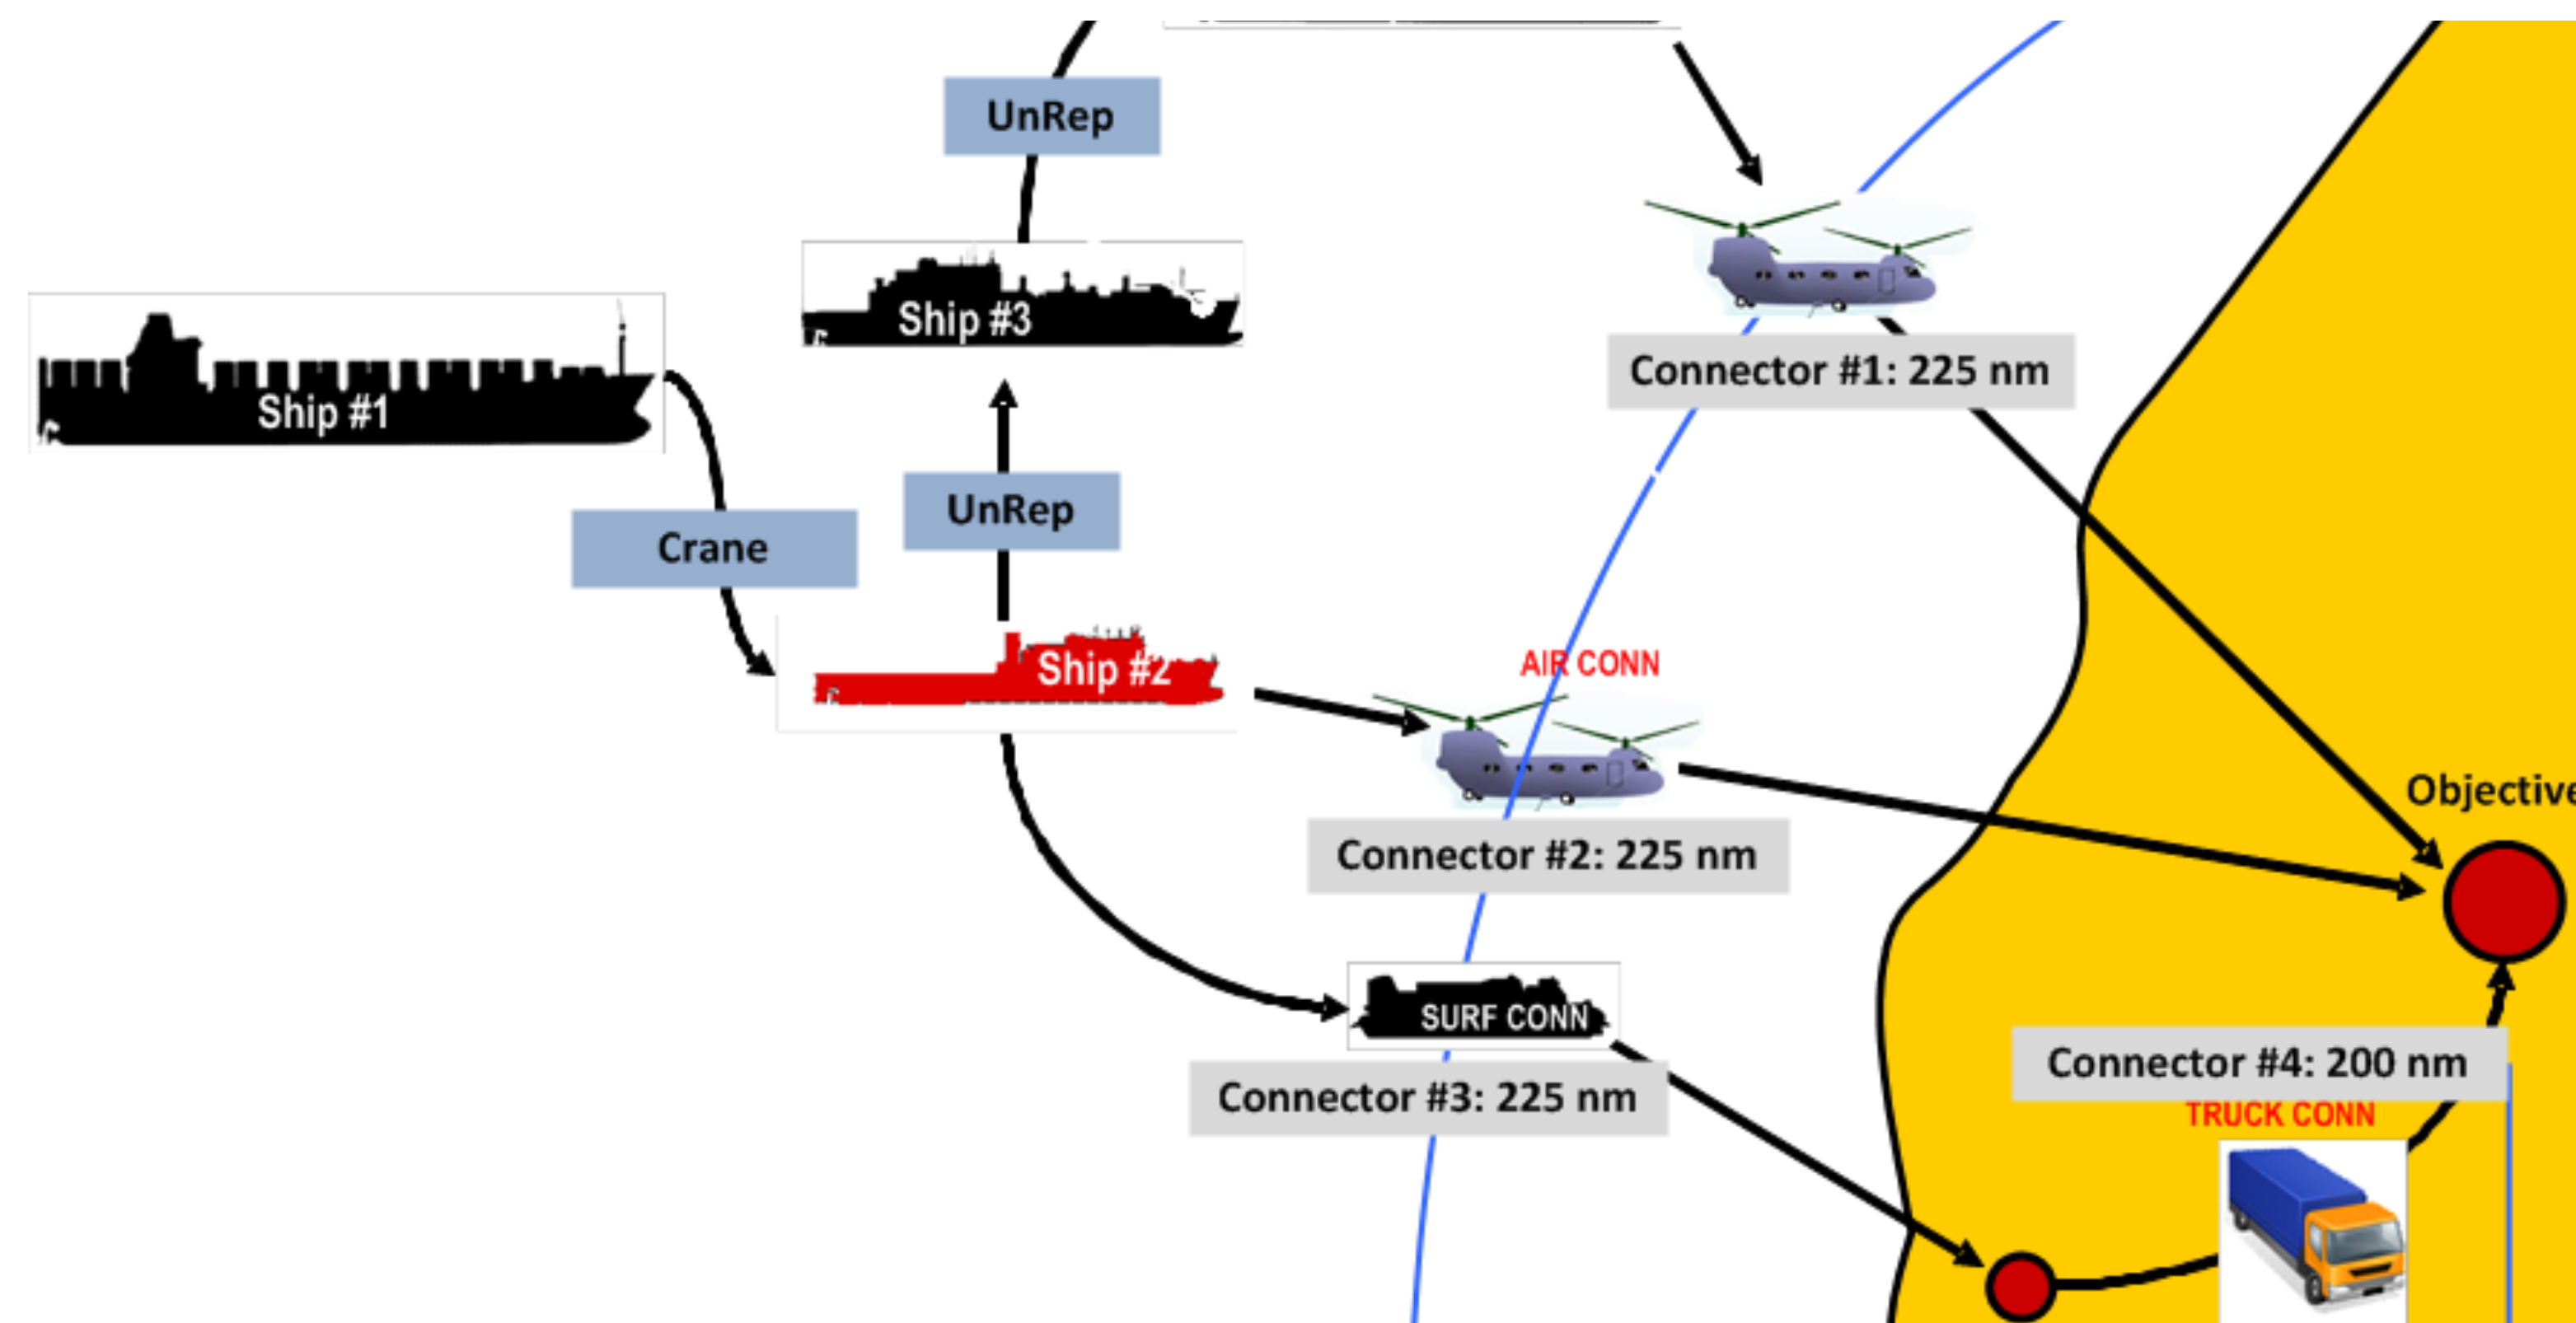 UnRep
Ship #3
Connector #1: 225 nm
Ship #1
UnRep
Crane
AIR CONN
Ship #2
Objective
Connector #2: 225 nm
SURF CONN
Connector #4: 200 nm
Connector #3: 225 nm
TRUCK CONN